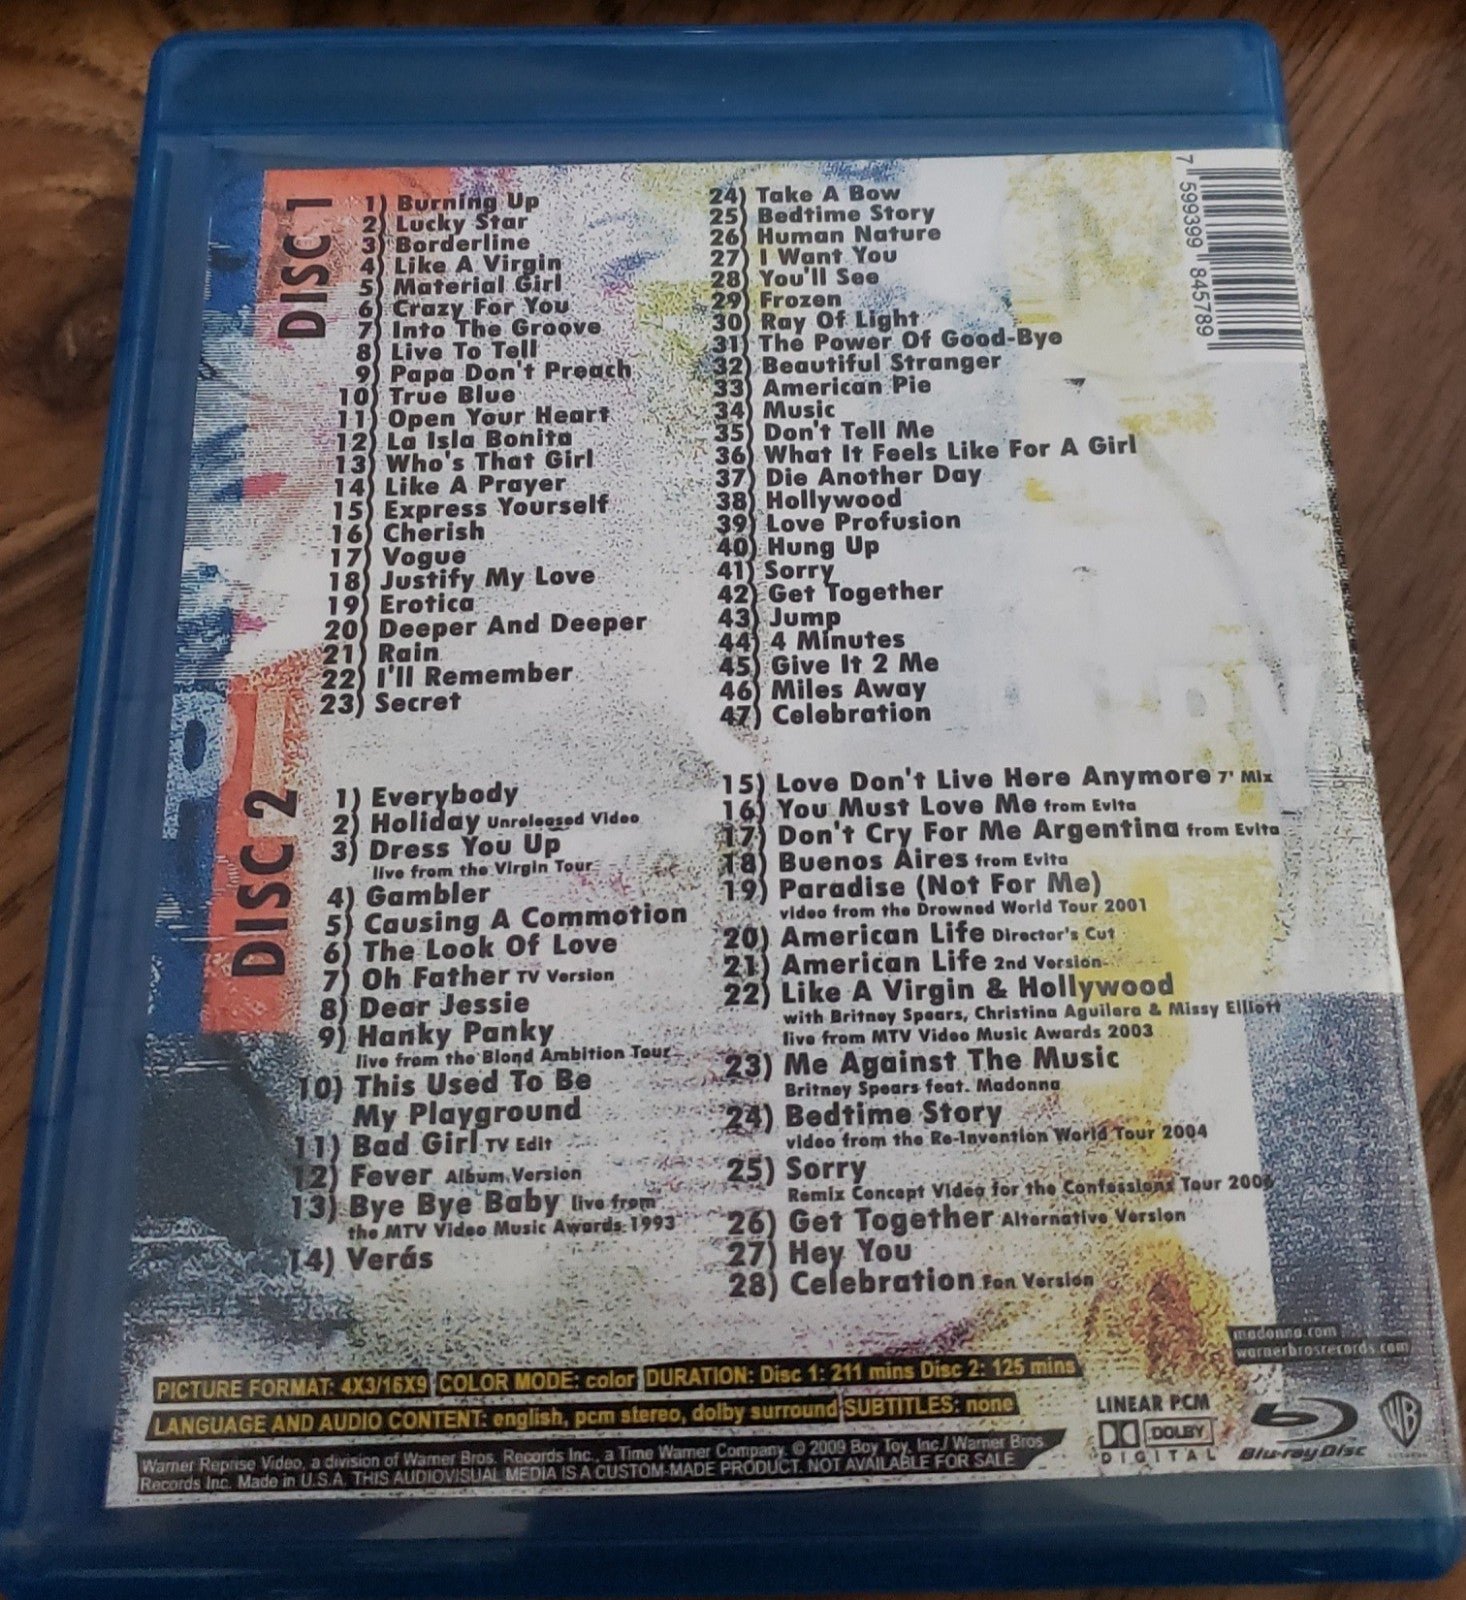 DISC 1
1) Burning Up
2) Lucky Star
3) Borderline
4) Like A Virgin
5) Material Girl
6) Crazy For You
7) Into The Groove
8) Live To Tell
9) Papa Don't Preach
10) True Blue
11) Open Your Heart
12) La Isla Bonita
13) Who's That Girl
14) Like A Prayer
15) Express Yourself
16) Cherish
17) Vogue
18) Justify My Love
19) Erotica
20) Deeper And Deeper
21) Rain
22) I'll Remember
23) Secret
24) Take A Bow
25) Bedtime Story
26) Human Nature
27) I Want You
28) You'll See
29) Frozen
30) Ray Of Light
31) The Power Of Good-Bye
32) Beautiful Stranger
33) American Pie
34) Music
35) Don't Tell Me
36) What It Feels Like For A Girl
37) Die Another Day
38) Hollywood
39) Love Profusion
40) Hung Up
41) Sorry
42) Get Together
43) Jump
44) 4 Minutes
45) Give It 2 Me
46) Miles Away
47) Celebration
7 599399 845789
DISC 2
1) Everybody
2) Holiday Unreleased Video
3) Dress You Up
live from the Virgin Tour
4) Gambler
5) Causing A Commotion
6) The Look Of Love
7) Oh Father TV Version
8) Dear Jessie
9) Hanky Panky
live from the Blond Ambition Tour
10) This Used To Be
My Playground
11) Bad Girl TV Edit
12) Fever Album Version
13) Bye Bye Baby live from
the MTV Video Music Awards 1993
14) Verás
15) Love Don't Live Here Anymore 7' Mix
16) You Must Love Me from Evita
17) Don't Cry For Me Argentina from Evita
18) Buenos Aires from Evita
19) Paradise (Not For Me)
video from the Drowned World Tour 2001
20) American Life Director's Cut
21) American Life 2nd Version
22) Like A Virgin & Hollywood
with Britney Spears, Christina Aguilera & Missy Elliott
live from MTV Video Music Awards 2003
23) Me Against The Music
Britney Spears feat. Madonna
24) Bedtime Story
video from the Re-Invention World Tour 2004
25) Sorry
Remix Concept Video for the Confessions Tour 2006
26) Get Together Alternative Version
27) Hey You
28) Celebration Fan Version
madonna.com
warnerbrosrecords.com
PICTURE FORMAT: 4X3/16X9 COLOR MODE: color DURATION: Disc 1: 211 mins Disc 2: 125 mins
LANGUAGE AND AUDIO CONTENT: english, pcm stereo, dolby surround SUBTITLES: none
Warner Reprise Video, a division of Warner Bros. Records Inc., a Time Warner Company. © 2009 Boy Toy, Inc./ Warner Bros
Records Inc. Made in U.S.A. THIS AUDIOVISUAL MEDIA IS A CUSTOM-MADE PRODUCT. NOT AVAILABLE FOR SALE
LINEAR PCM
DOLBY
DIGITAL
Blu-ray Disc
WB